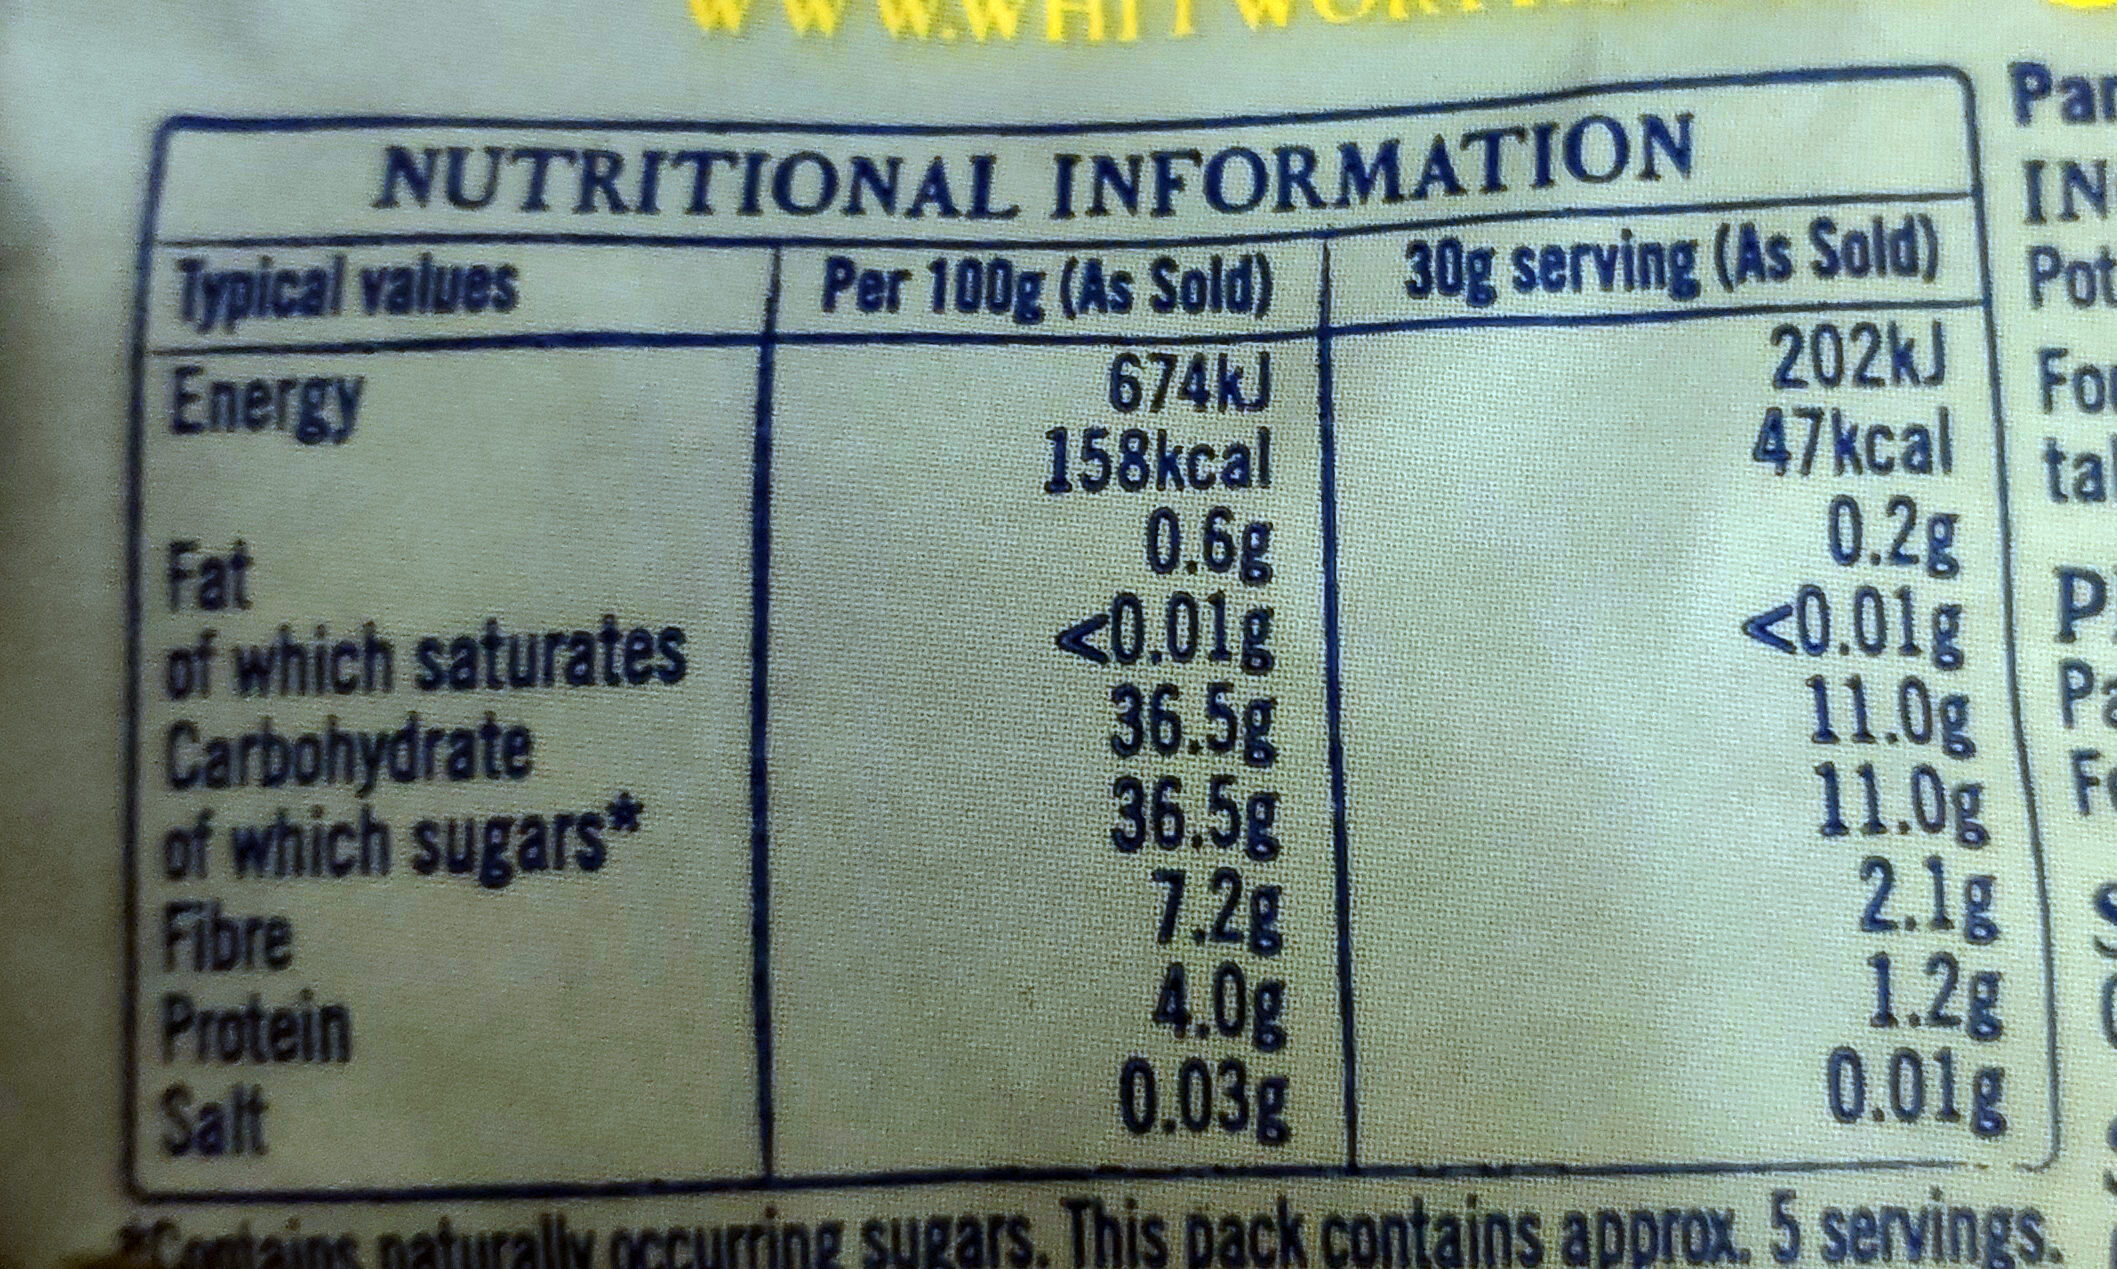 NUTRITIONAL INFORMATION
Typical values Per 100g (As Sold) 30g serving (As Sold)
Energy 674kJ 202kJ
158kcal 47kcal
Fat 0.6g 0.2g
of which saturates <0.01g <0.01g
Carbohydrate 36.5g 11.0g
of which sugars* 36.5g 11.0g
Fibre 7.2g 2.1g
Protein 4.0g 1.2g
Salt 0.03g 0.01g
*Contains naturally occurring sugars. This pack contains approx. 5 servings.